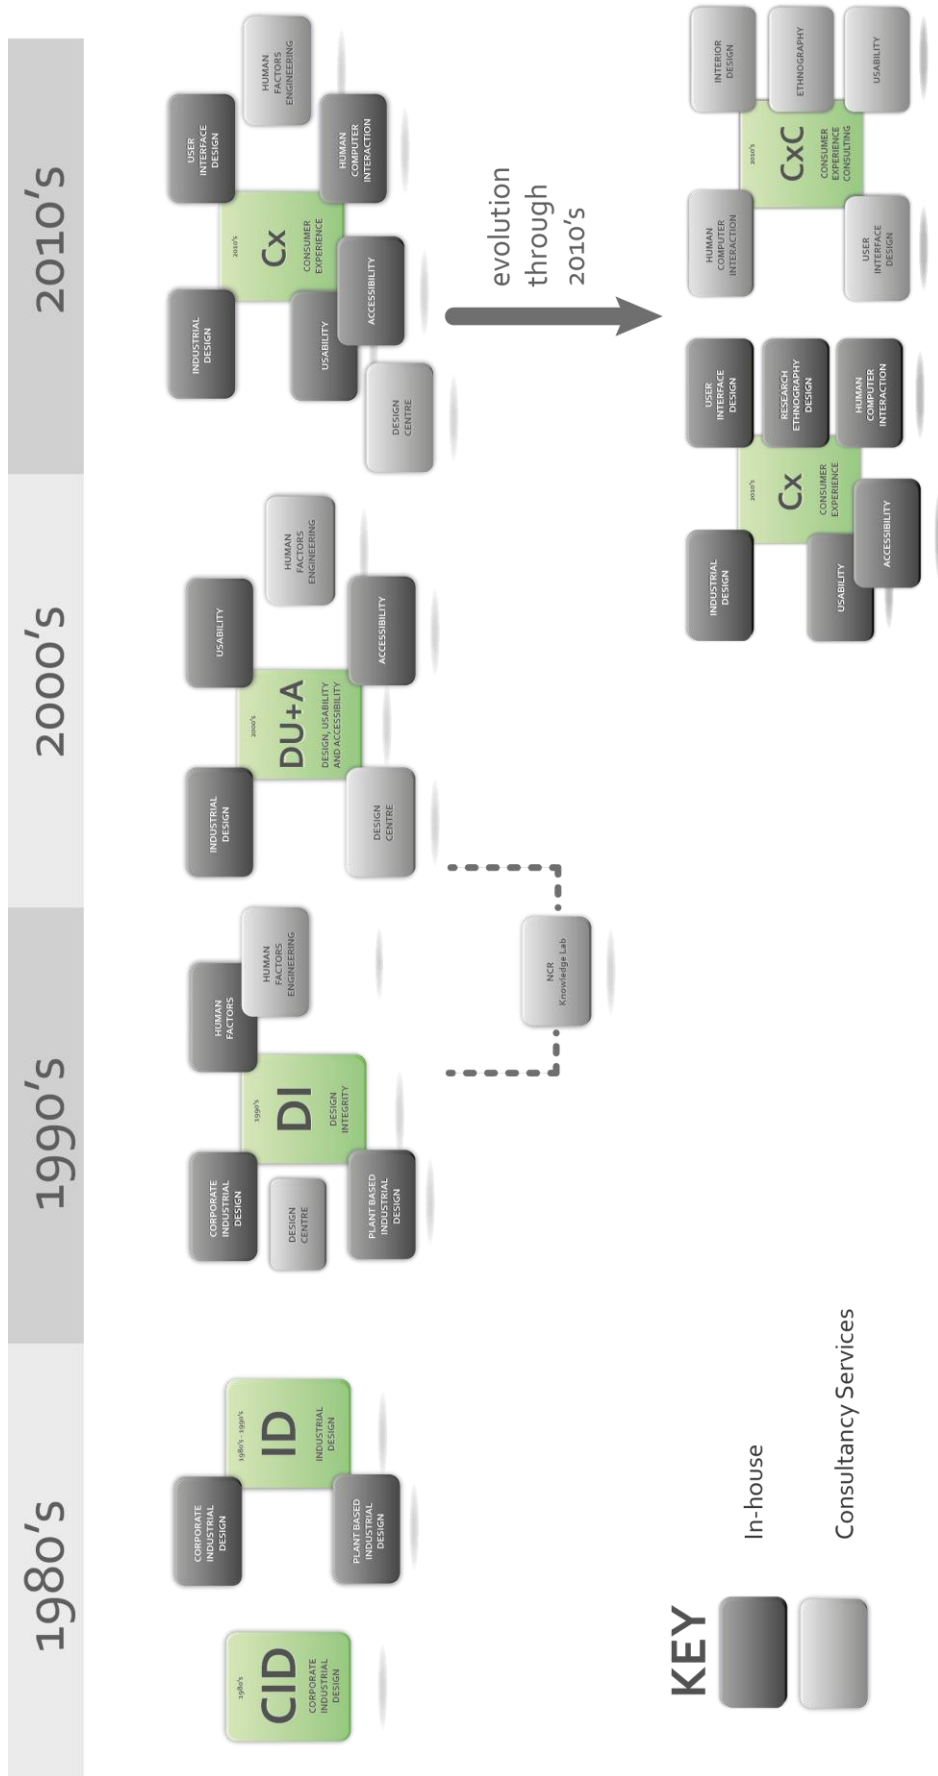 1980's
1990's
2000's
2010's
1980's
CID
CORPORATE
INDUSTRIAL
DESIGN
CORPORATE
INDUSTRIAL
DESIGN
1980's - 1990's
ID
INDUSTRIAL
DESIGN
PLANT BASED
INDUSTRIAL
DESIGN
CORPORATE
INDUSTRIAL
DESIGN
DESIGN
CENTRE
PLANT BASED
INDUSTRIAL
DESIGN
1990's
DI
DESIGN
INTEGRITY
HUMAN
FACTORS
HUMAN
FACTORS
ENGINEERING
NCR
Knowledge Lab
INDUSTRIAL
DESIGN
DESIGN
CENTRE
2000's
DU+A
DESIGN, USABILITY
AND ACCESSIBILITY
USABILITY
ACCESSIBILITY
HUMAN
FACTORS
ENGINEERING
INDUSTRIAL
DESIGN
USABILITY
ACCESSIBILITY
DESIGN
CENTRE
2010's
Cx
CONSUMER
EXPERIENCE
USER
INTERFACE
DESIGN
HUMAN
COMPUTER
INTERACTION
HUMAN
FACTORS
ENGINEERING
evolution
through
2010's
INDUSTRIAL
DESIGN
USABILITY
ACCESSIBILITY
2010's
Cx
CONSUMER
EXPERIENCE
USER
INTERFACE
DESIGN
RESEARCH
ETHNOGRAPHY
DESIGN
HUMAN
COMPUTER
INTERACTION
HUMAN
COMPUTER
INTERACTION
USER
INTERFACE
DESIGN
2010's
CxC
CONSUMER
EXPERIENCE
CONSULTING
INTERIOR
DESIGN
ETHNOGRAPHY
USABILITY
KEY
In-house
Consultancy Services